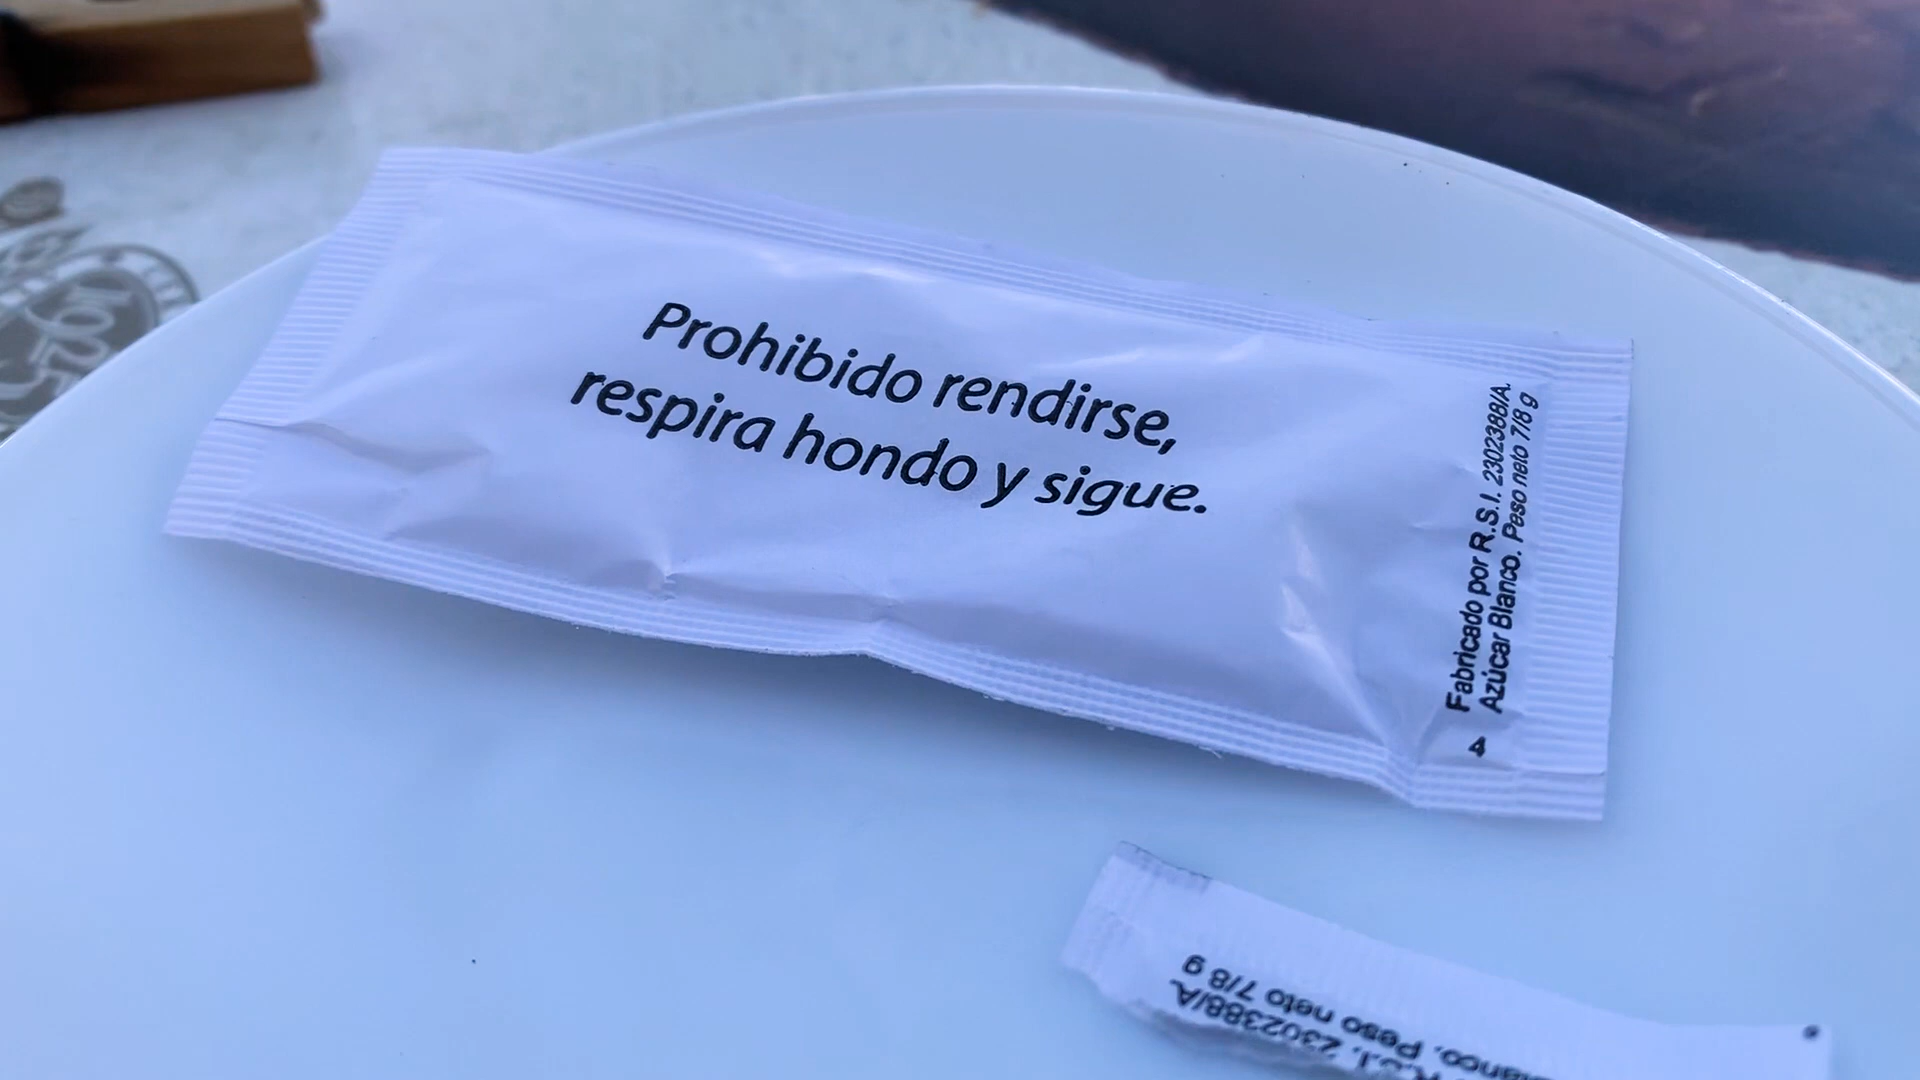 Prohibido rendirse,
respira hondo y sigue.
Fabricado por R.S.I. 2302388/A.
Azúcar Blanco. Peso neto 7/8 g
4
R.S.I. 2302388/A.
Blanco. Peso neto 7/8 g